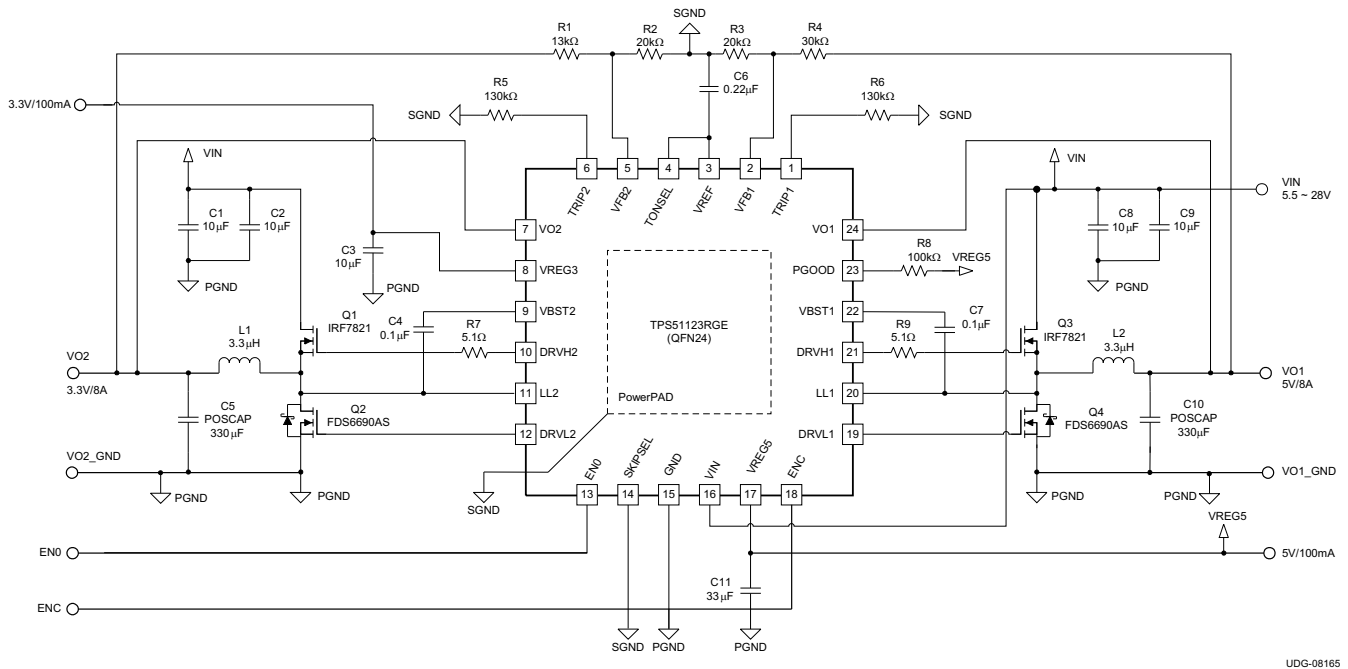 SGND
R1
13kΩ
R2
20kΩ
R3
20kΩ
R4
30kΩ
C6
0.22μF
3.3V/100mA
R5
130kΩ
SGND
R6
130kΩ
SGND
VIN
VIN
VIN
5.5 ~ 28V
6
5
4
3
2
1
TRIP2
VFB2
TONSEL
VREF
VFB1
TRIP1
C1
10μF
C2
10μF
C8
10μF
C9
10μF
7
VO2
VO1
24
C3
10μF
R8
100kΩ
VREG5
8
VREG3
PGOOD
23
PGND
PGND
PGND
9
VBST2
VBST1
22
Q1
IRF7821
C4
0.1μF
R7
5.1Ω
TPS51123RGE
(QFN24)
R9
5.1Ω
C7
0.1μF
Q3
IRF7821
L1
3.3μH
L2
3.3μH
10
DRVH2
DRVH1
21
VO2
3.3V/8A
VO1
5V/8A
11
LL2
PowerPAD
LL1
20
C5
POSCAP
330μF
Q2
FDS6690AS
Q4
FDS6690AS
C10
POSCAP
330μF
12
DRVL2
DRVL1
19
VO2_GND
VO1_GND
EN0
SKIPSEL
GND
VIN
VREG5
ENC
13
14
15
16
17
18
PGND
PGND
SGND
PGND
PGND
VREG5
EN0
5V/100mA
C11
33μF
ENC
SGND
PGND
PGND
UDG-08165